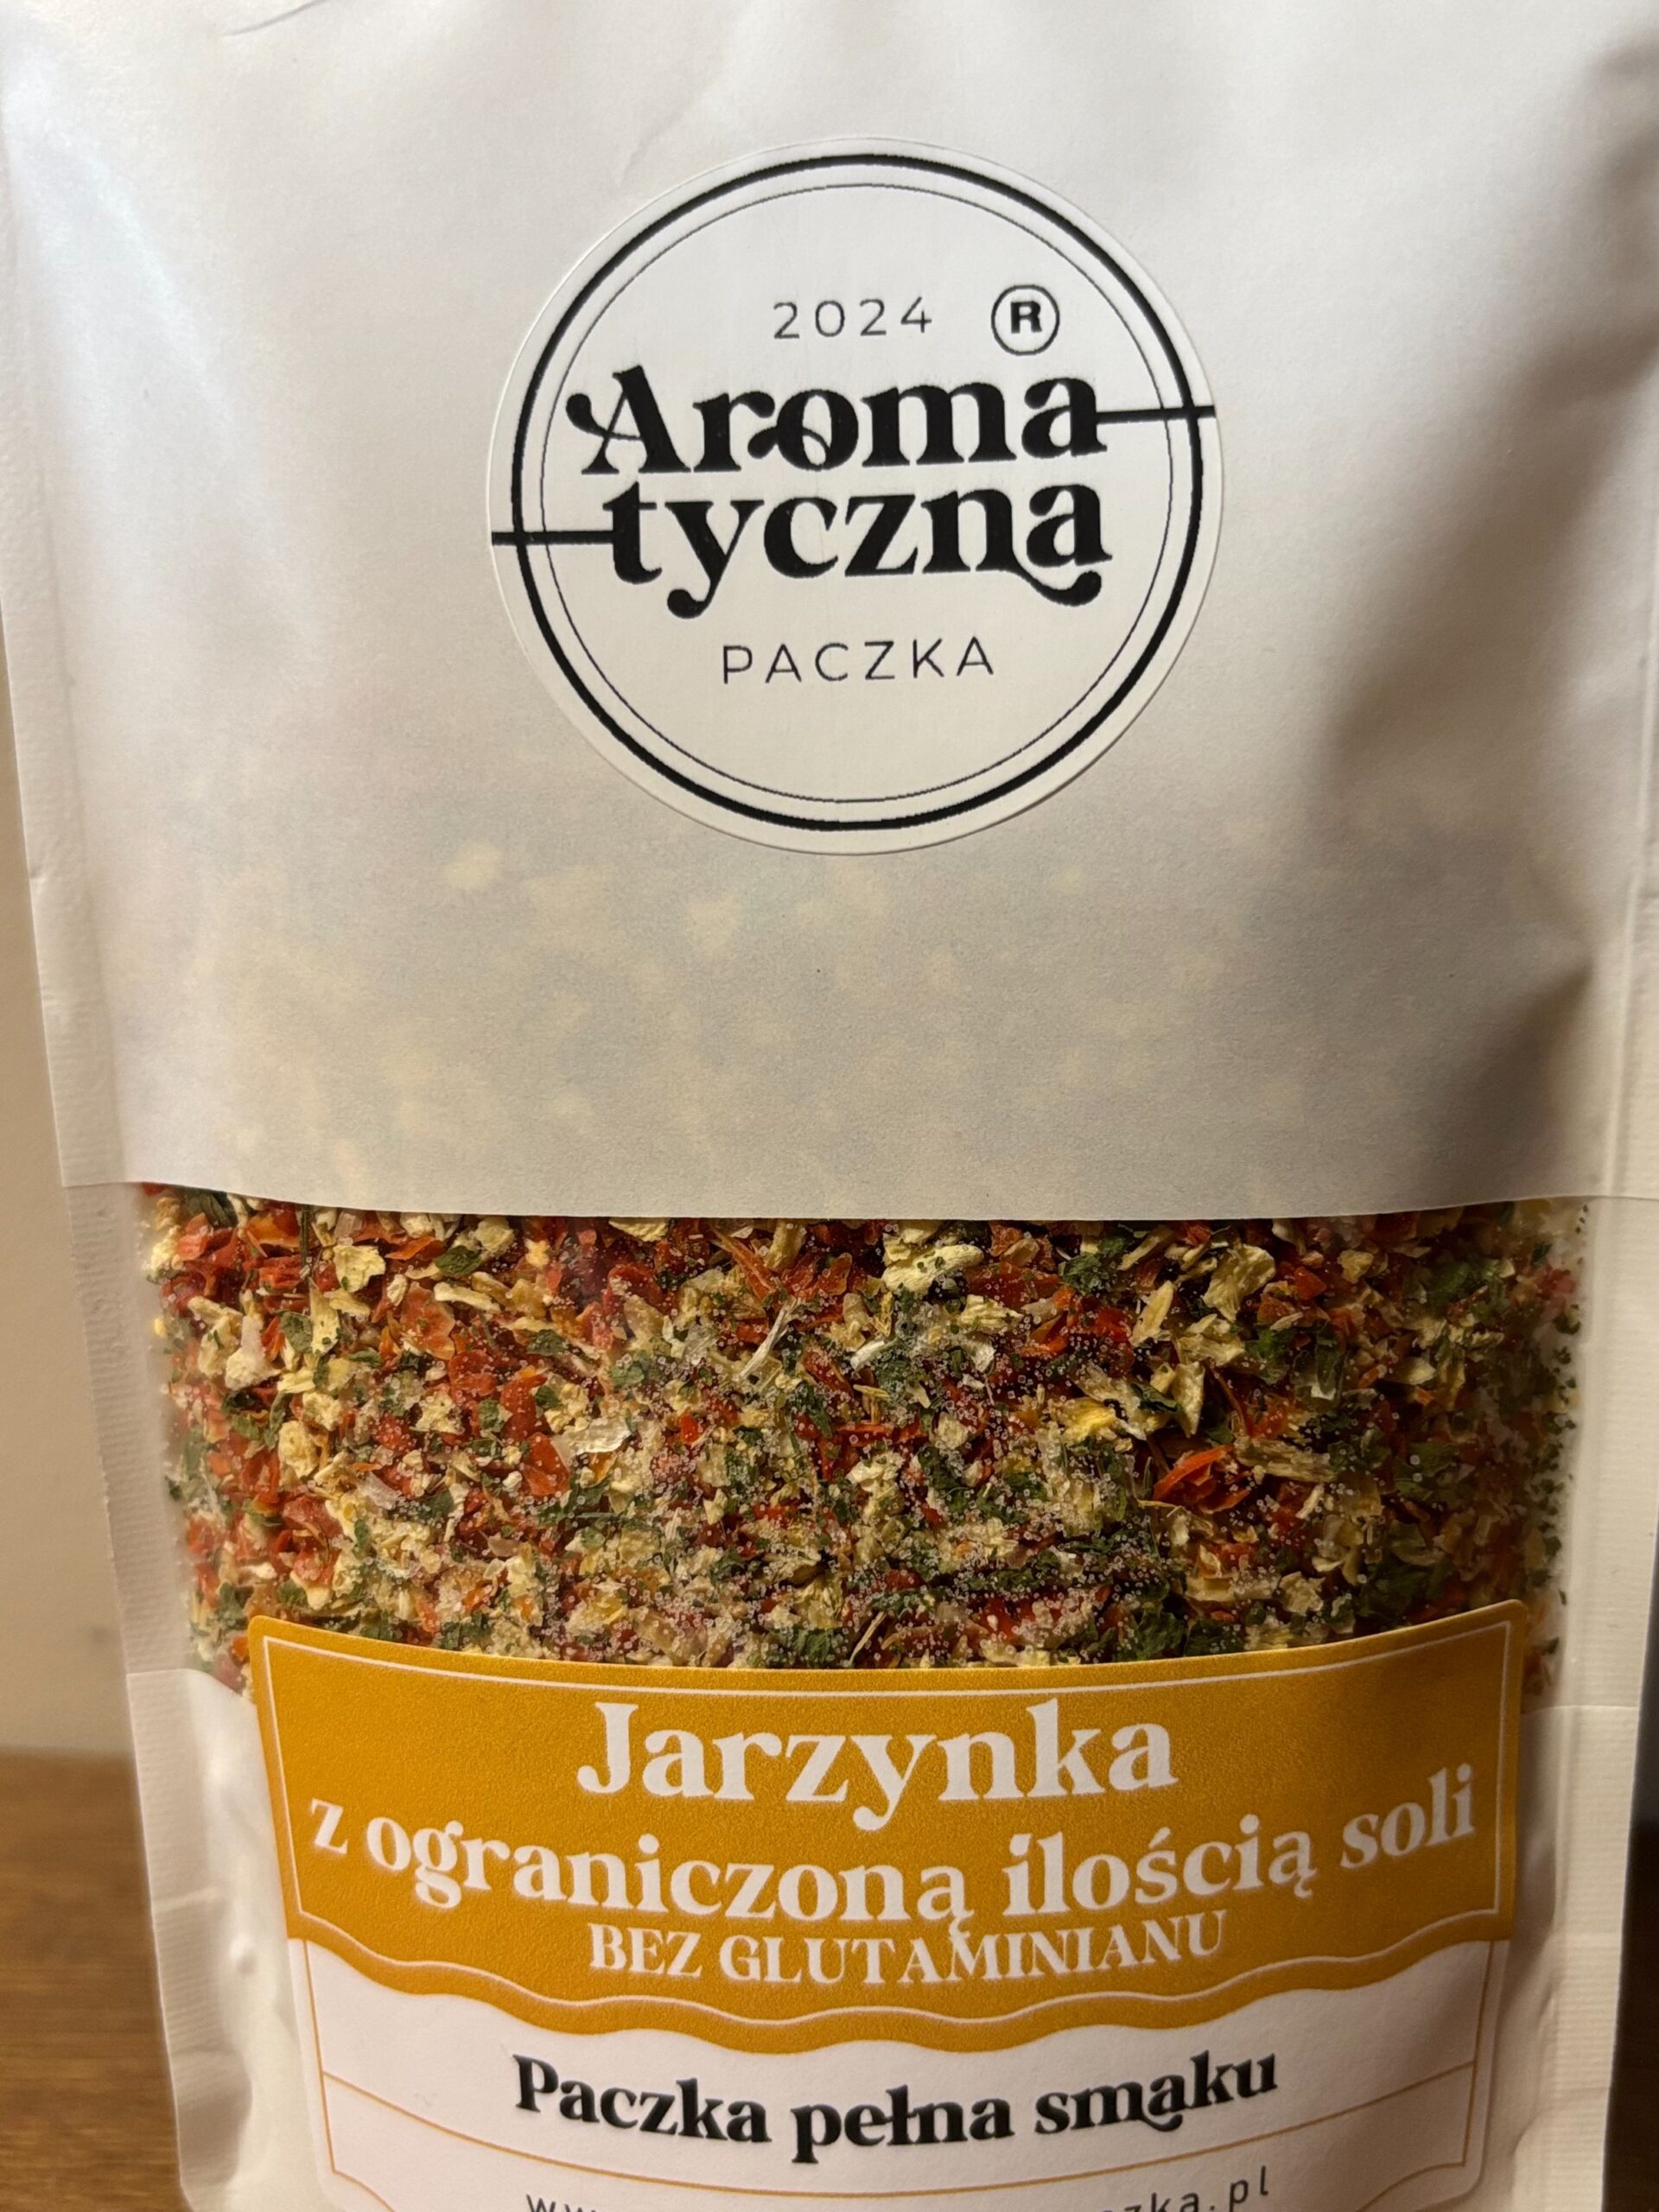 2024 ®
Aroma
tyczna
PACZKA
Jarzynka
z ograniczoną ilością soli
BEZ GLUTAMINIANU
Paczka pełna smaku